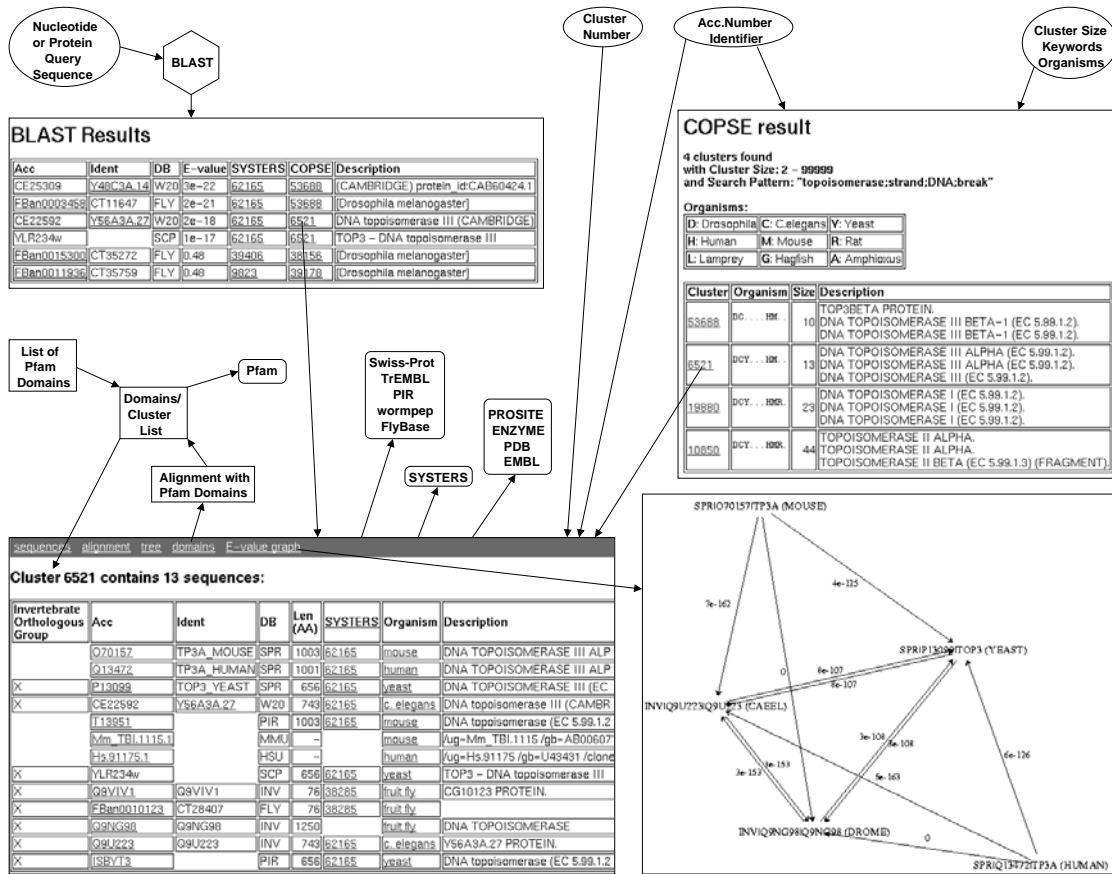 Nucleotide
or Protein
Query
Sequence
BLAST
Cluster
Number
Acc.Number
Identifier
Cluster Size
Keywords
Organisms
BLAST Results
Acc Ident DB E-value SYSTERS COPSE Description
CE25309 Y48C3A.14 W20 3e-22 62165 53688 (CAMBRIDGE) protein_id:CAB60424.1
FBan0003458 CT11647 FLY 2e-21 62165 53688 [Drosophila melanogaster]
CE22592 Y56A3A.27 W20 2e-18 62165 6521 DNA topoisomerase III (CAMBRIDGE)
YLR234w SCP 1e-17 62165 6521 TOP3 – DNA topoisomerase III
FBan0015300 CT35272 FLY 0.48 39406 38156 [Drosophila melanogaster]
FBan0011936 CT35759 FLY 0.48 9823 39178 [Drosophila melanogaster]
COPSE result
4 clusters found
with Cluster Size: 2 – 99999
and Search Pattern: "topoisomerase;strand;DNA;break"
Organisms:
D: Drosophila C: C.elegans V: Yeast
H: Human M: Mouse R: Rat
L: Lamprey G: Hagfish A: Amphioxus
Cluster Organism Size Description
53688 DC....HM.. 10 TOP3BETA PROTEIN.
DNA TOPOISOMERASE III BETA-1 (EC 5.99.1.2).
DNA TOPOISOMERASE III BETA-1 (EC 5.99.1.2).
6521 DCY...HM.. 13 DNA TOPOISOMERASE III ALPHA (EC 5.99.1.2).
DNA TOPOISOMERASE III ALPHA (EC 5.99.1.2).
DNA TOPOISOMERASE III (EC 5.99.1.2).
19880 DCY...HMR. 23 DNA TOPOISOMERASE I (EC 5.99.1.2).
DNA TOPOISOMERASE I (EC 5.99.1.2).
DNA TOPOISOMERASE I (EC 5.99.1.2).
10850 DCY...HMR. 44 TOPOISOMERASE II ALPHA.
TOPOISOMERASE II ALPHA.
TOPOISOMERASE II BETA (EC 5.99.1.3) (FRAGMENT).
List of
Pfam
Domains
Domains/
Cluster
List
Pfam
Alignment with
Pfam Domains
Swiss-Prot
TrEMBL
PIR
wormpep
FlyBase
SYSTERS
PROSITE
ENZYME
PDB
EMBL
sequences alignment tree domains E-value graph
Cluster 6521 contains 13 sequences:
Invertebrate Orthologous Group Acc Ident DB Len (AA) SYSTERS Organism Description
O70157 TP3A_MOUSE SPR 1003 62165 mouse DNA TOPOISOMERASE III ALP
Q13472 TP3A_HUMAN SPR 1001 62165 human DNA TOPOISOMERASE III ALP
X P13099 TOP3_YEAST SPR 656 62165 yeast DNA TOPOISOMERASE III (EC
X CE22592 Y56A3A.27 W20 743 62165 c. elegans DNA topoisomerase III (CAMBR
T13951 PIR 1003 62165 mouse DNA topoisomerase (EC 5.99.1.2
Mm_TBI.1115.1 MMU – mouse /ug=Mm_TBI.1115 /gb=AB00607
Hs.91175.1 HSU – human /ug=Hs.91175 /gb=U43431 /clone
X YLR234w SCP 656 62165 yeast TOP3 – DNA topoisomerase III
X Q9VIV1 Q9VIV1 INV 76 38285 fruit fly CG10123 PROTEIN.
X FBan0010123 CT28407 FLY 76 38285 fruit fly
X Q9NG98 Q9NG98 INV 1250 fruit fly DNA TOPOISOMERASE
X Q9U223 Q9U223 INV 743 62165 c. elegans Y56A3A.27 PROTEIN.
X ISBYT3 PIR 656 62165 yeast DNA topoisomerase (EC 5.99.1.2
SPR|O70157|TP3A (MOUSE)
4e-125
7e-162
SPR|P13099|TOP3 (YEAST)
0
8e-107
8e-107
INV|Q9U223|Q9U223 (CAEEL)
3e-108
3e-108
3e-153
3e-153
6e-126
5e-163
INV|Q9NG98|Q9NG98 (DROME)
0
SPR|Q13472|TP3A (HUMAN)